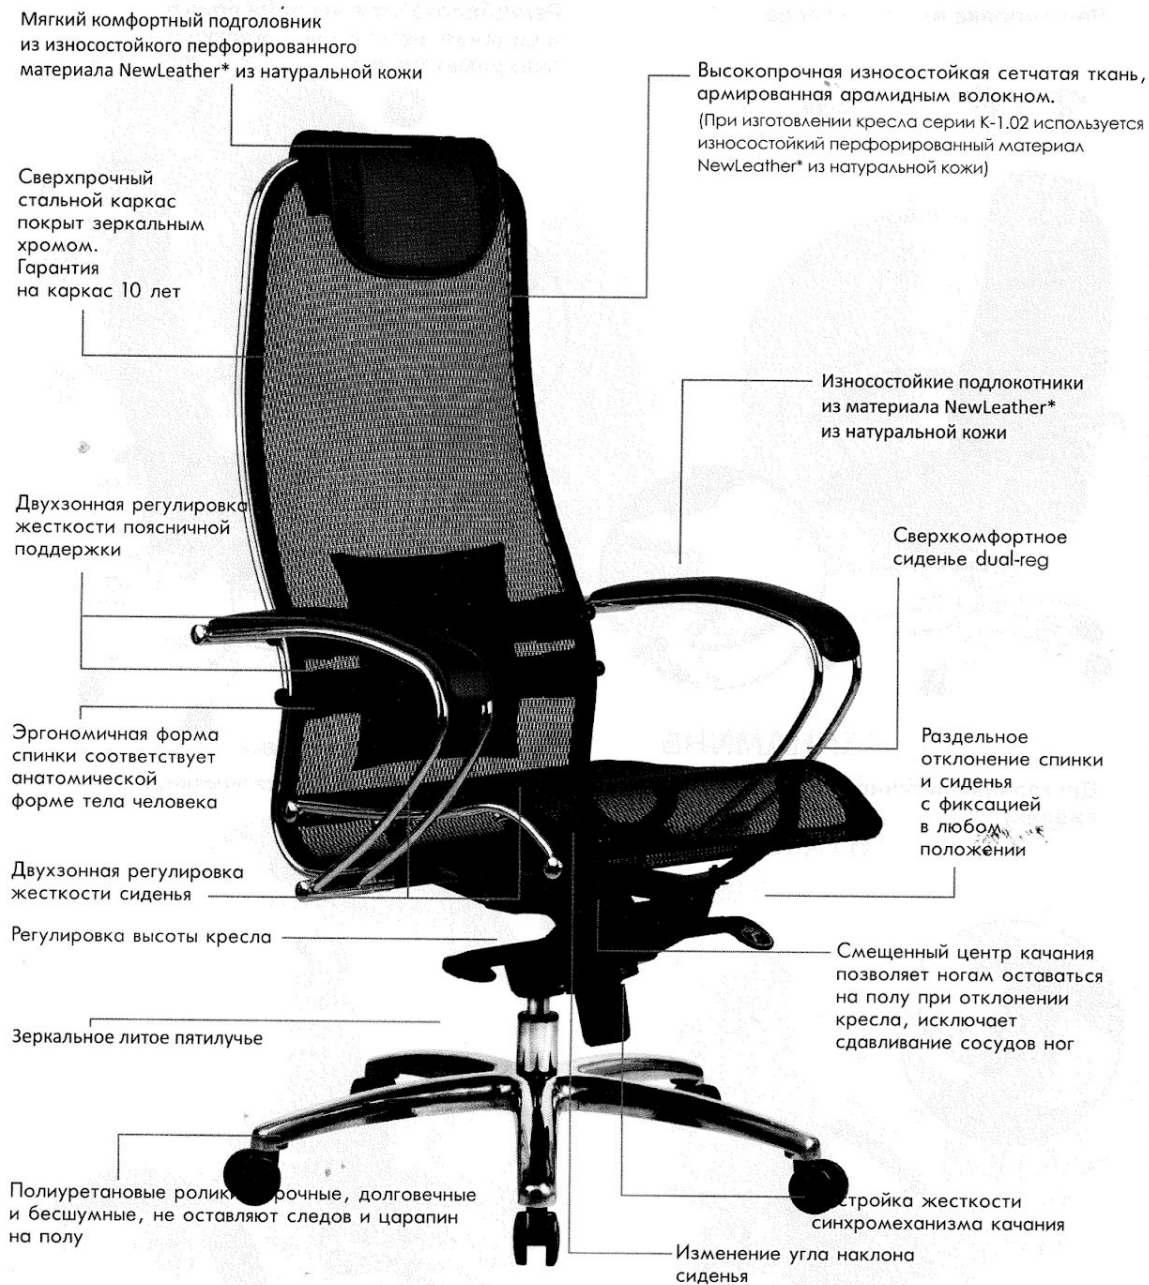 Мягкий комфортный подголовник
из износостойкого перфорированного
материала NewLeather* из натуральной кожи
Высокопрочная износостойкая сетчатая ткань,
армированная арамидным волокном.
(При изготовлении кресла серии К-1.02 используется
износостойкий перфорированный материал
NewLeather* из натуральной кожи)
Сверхпрочный
стальной каркас
покрыт зеркальным
хромом.
Гарантия
на каркас 10 лет
Износостойкие подлокотники
из материала NewLeather*
из натуральной кожи
Двухзонная регулировка
жесткости поясничной
поддержки
Сверхкомфортное
сиденье dual-reg
Эргономичная форма
спинки соответствует
анатомической
форме тела человека
Раздельное
отклонение спинки
и сиденья
с фиксацией
в любом
положении
Двухзонная регулировка
жесткости сиденья
Регулировка высоты кресла
Смещенный центр качания
позволяет ногам оставаться
на полу при отклонении
кресла, исключает
сдавливание сосудов ног
Зеркальное литое пятилучье
Полиуретановые ролики
долговечные
и бесшумные, не оставляют следов и царапин
на полу
жесткости
синхромеханизма качания
Изменение угла наклона
сиденья